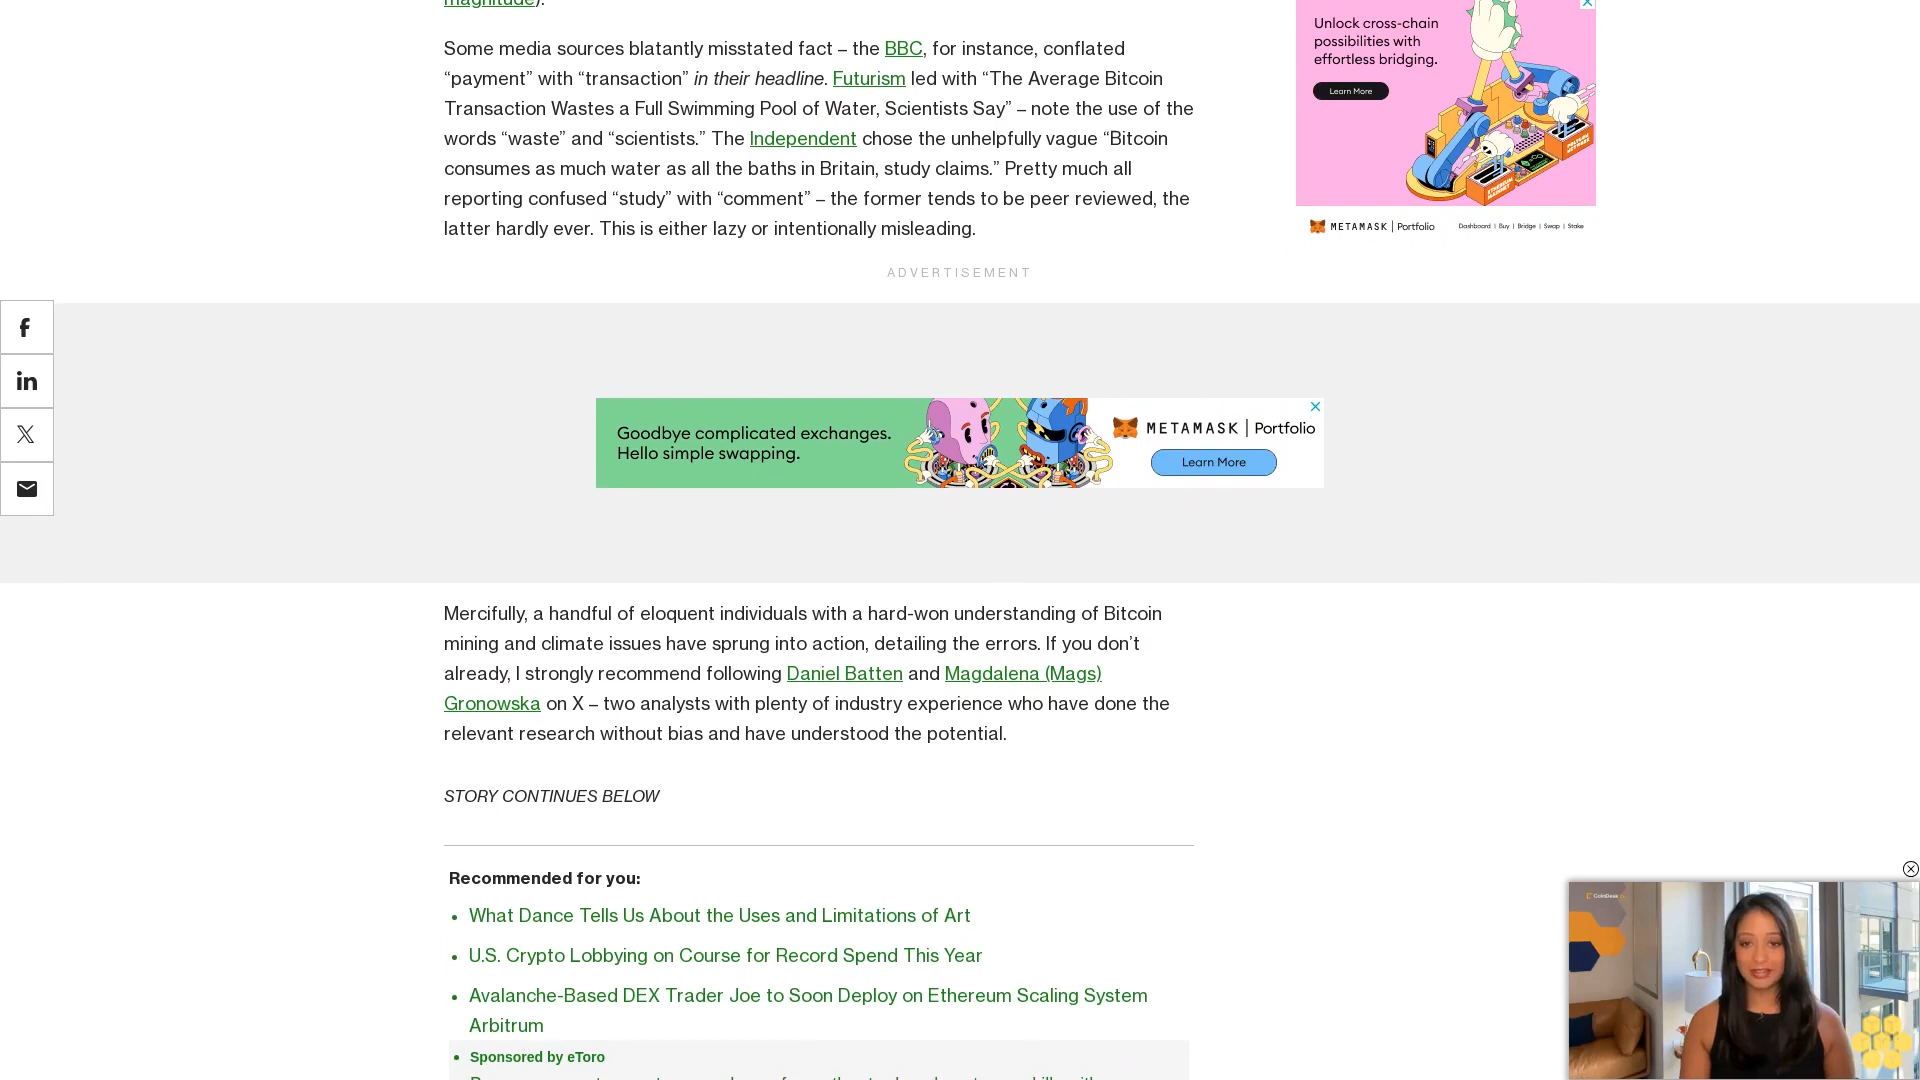 magnitude).
Some media sources blatantly misstated fact – the BBC, for instance, conflated
“payment” with “transaction” in their headline. Futurism led with “The Average Bitcoin
Transaction Wastes a Full Swimming Pool of Water, Scientists Say” – note the use of the
words “waste” and “scientists.” The Independent chose the unhelpfully vague “Bitcoin
consumes as much water as all the baths in Britain, study claims.” Pretty much all
reporting confused “study” with “comment” – the former tends to be peer reviewed, the
latter hardly ever. This is either lazy or intentionally misleading.
Unlock cross-chain
possibilities with
effortless bridging.
Learn More
METAMASK | Portfolio
Dashboard | Buy | Bridge | Swap | Stake
ADVERTISEMENT
Goodbye complicated exchanges.
Hello simple swapping.
METAMASK | Portfolio
Learn More
Mercifully, a handful of eloquent individuals with a hard-won understanding of Bitcoin
mining and climate issues have sprung into action, detailing the errors. If you don’t
already, I strongly recommend following Daniel Batten and Magdalena (Mags)
Gronowska on X – two analysts with plenty of industry experience who have done the
relevant research without bias and have understood the potential.
STORY CONTINUES BELOW
Recommended for you:
• What Dance Tells Us About the Uses and Limitations of Art
• U.S. Crypto Lobbying on Course for Record Spend This Year
• Avalanche-Based DEX Trader Joe to Soon Deploy on Ethereum Scaling System
Arbitrum
• Sponsored by eToro
CoinDesk